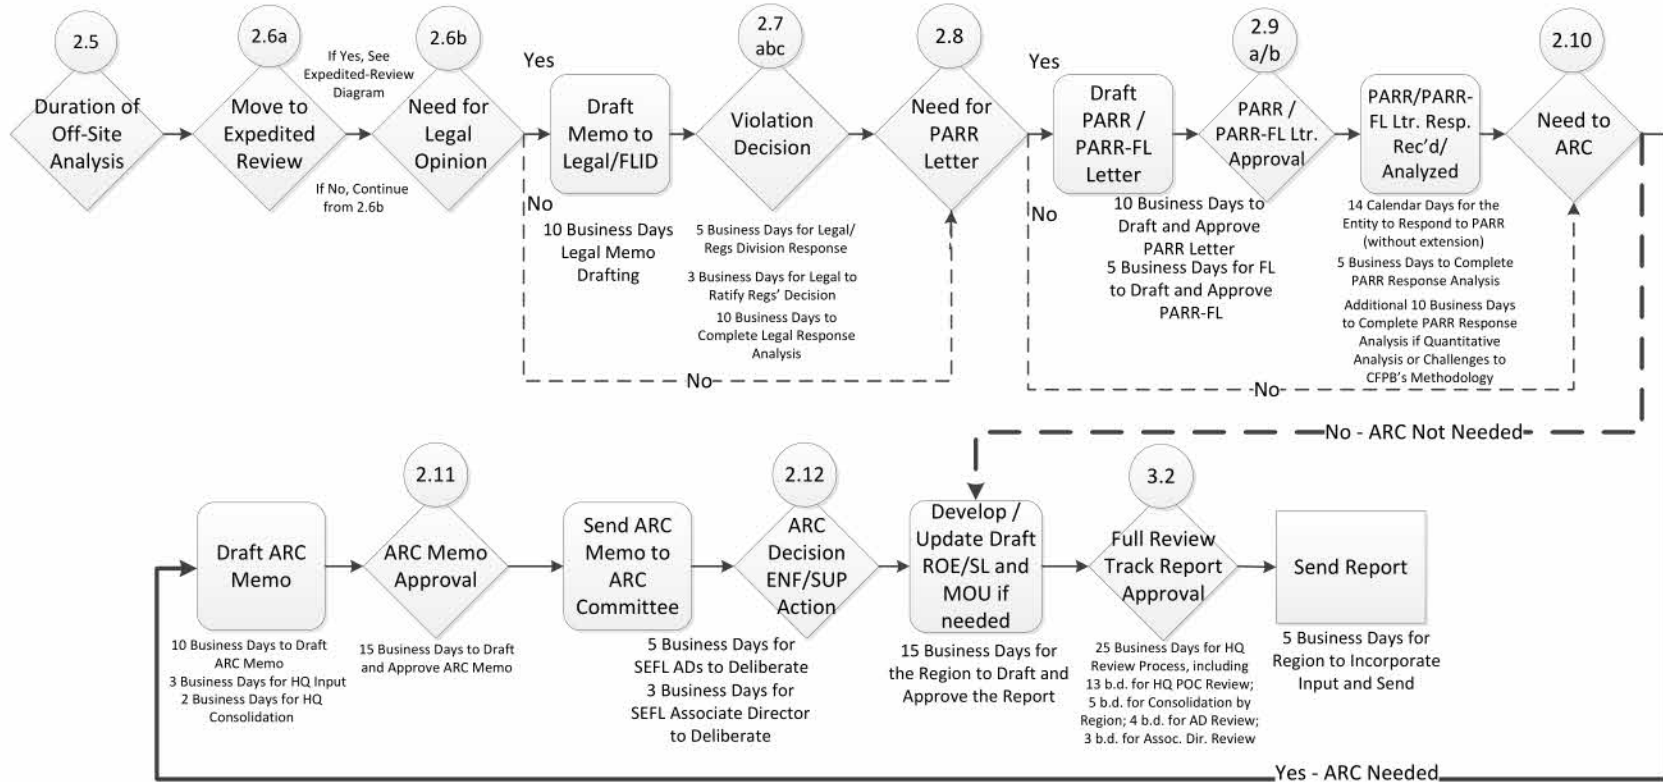 2.5
Duration of
Off-Site
Analysis
2.6a
Move to
Expedited
Review
If Yes, See
Expedited-Review
Diagram
If No, Continue
from 2.6b
2.6b
Need for
Legal
Opinion
Yes
No
Draft
Memo to
Legal/FLID
10 Business Days
Legal Memo
Drafting
2.7
abc
Violation
Decision
5 Business Days for Legal/
Regs Division Response
3 Business Days for Legal to
Ratify Regs' Decision
10 Business Days to
Complete Legal Response
Analysis
No
2.8
Need for
PARR
Letter
Yes
No
Draft
PARR /
PARR-FL
Letter
10 Business Days to
Draft and Approve
PARR Letter
5 Business Days for FL
to Draft and Approve
PARR-FL
2.9
a/b
PARR /
PARR-FL Ltr.
Approval
PARR/PARR-
FL Ltr. Resp.
Rec'd/
Analyzed
14 Calendar Days for the
Entity to Respond to PARR
(without extension)
5 Business Days to Complete
PARR Response Analysis
Additional 10 Business Days
to Complete PARR Response
Analysis if Quantitative
Analysis or Challenges to
CFPB's Methodology
No
2.10
Need to
ARC
No - ARC Not Needed
Draft ARC
Memo
10 Business Days to Draft
ARC Memo
3 Business Days for HQ Input
2 Business Days for HQ
Consolidation
2.11
ARC Memo
Approval
15 Business Days to Draft
and Approve ARC Memo
Send ARC
Memo to
ARC
Committee
2.12
ARC
Decision
ENF/SUP
Action
5 Business Days for
SEFL ADs to Deliberate
3 Business Days for
SEFL Associate Director
to Deliberate
Develop /
Update Draft
ROE/SL and
MOU if
needed
15 Business Days for
the Region to Draft and
Approve the Report
3.2
Full Review
Track Report
Approval
25 Business Days for HQ
Review Process, including
13 b.d. for HQ POC Review;
5 b.d. for Consolidation by
Region; 4 b.d. for AD Review;
3 b.d. for Assoc. Dir. Review
Send Report
5 Business Days for
Region to Incorporate
Input and Send
Yes - ARC Needed